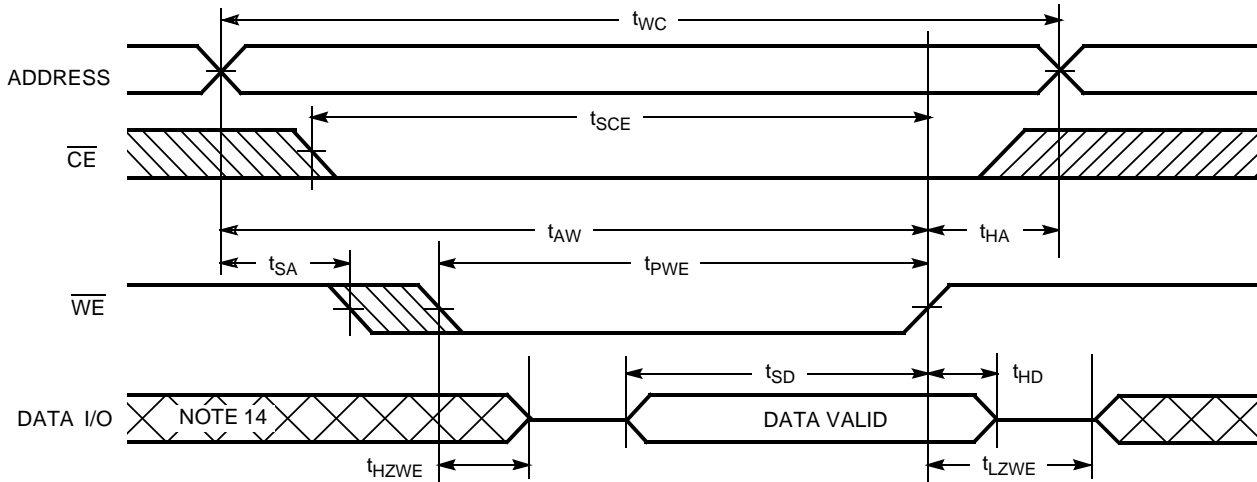 tWC
ADDRESS
tSCE
CE
tAW
tHA
tSA
tPWE
WE
tSD
tHD
DATA I/O
NOTE 14
DATA VALID
tHZWE
tLZWE